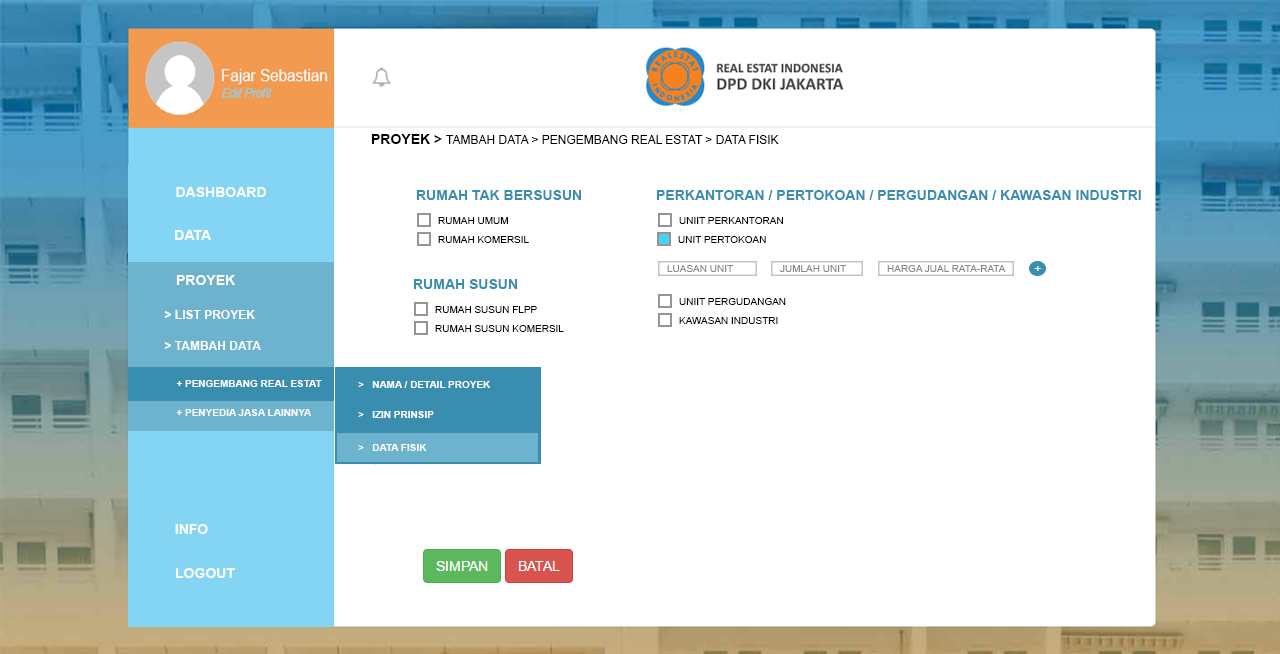 Fajar Sebastian
Edit Profil
REALESTAT INDONESIA
REAL ESTAT INDONESIA
DPD DKI JAKARTA
PROYEK > TAMBAH DATA > PENGEMBANG REAL ESTAT > DATA FISIK
DASHBOARD
DATA
PROYEK
> LIST PROYEK
> TAMBAH DATA
+ PENGEMBANG REAL ESTAT
+ PENYEDIA JASA LAINNYA
INFO
LOGOUT
> NAMA / DETAIL PROYEK
> IZIN PRINSIP
> DATA FISIK
RUMAH TAK BERSUSUN
RUMAH UMUM
RUMAH KOMERSIL
RUMAH SUSUN
RUMAH SUSUN FLPP
RUMAH SUSUN KOMERSIL
PERKANTORAN / PERTOKOAN / PERGUDANGAN / KAWASAN INDUSTRI
UNIIT PERKANTORAN
UNIT PERTOKOAN
LUASAN UNIT JUMLAH UNIT HARGA JUAL RATA-RATA +
UNIIT PERGUDANGAN
KAWASAN INDUSTRI
SIMPAN BATAL